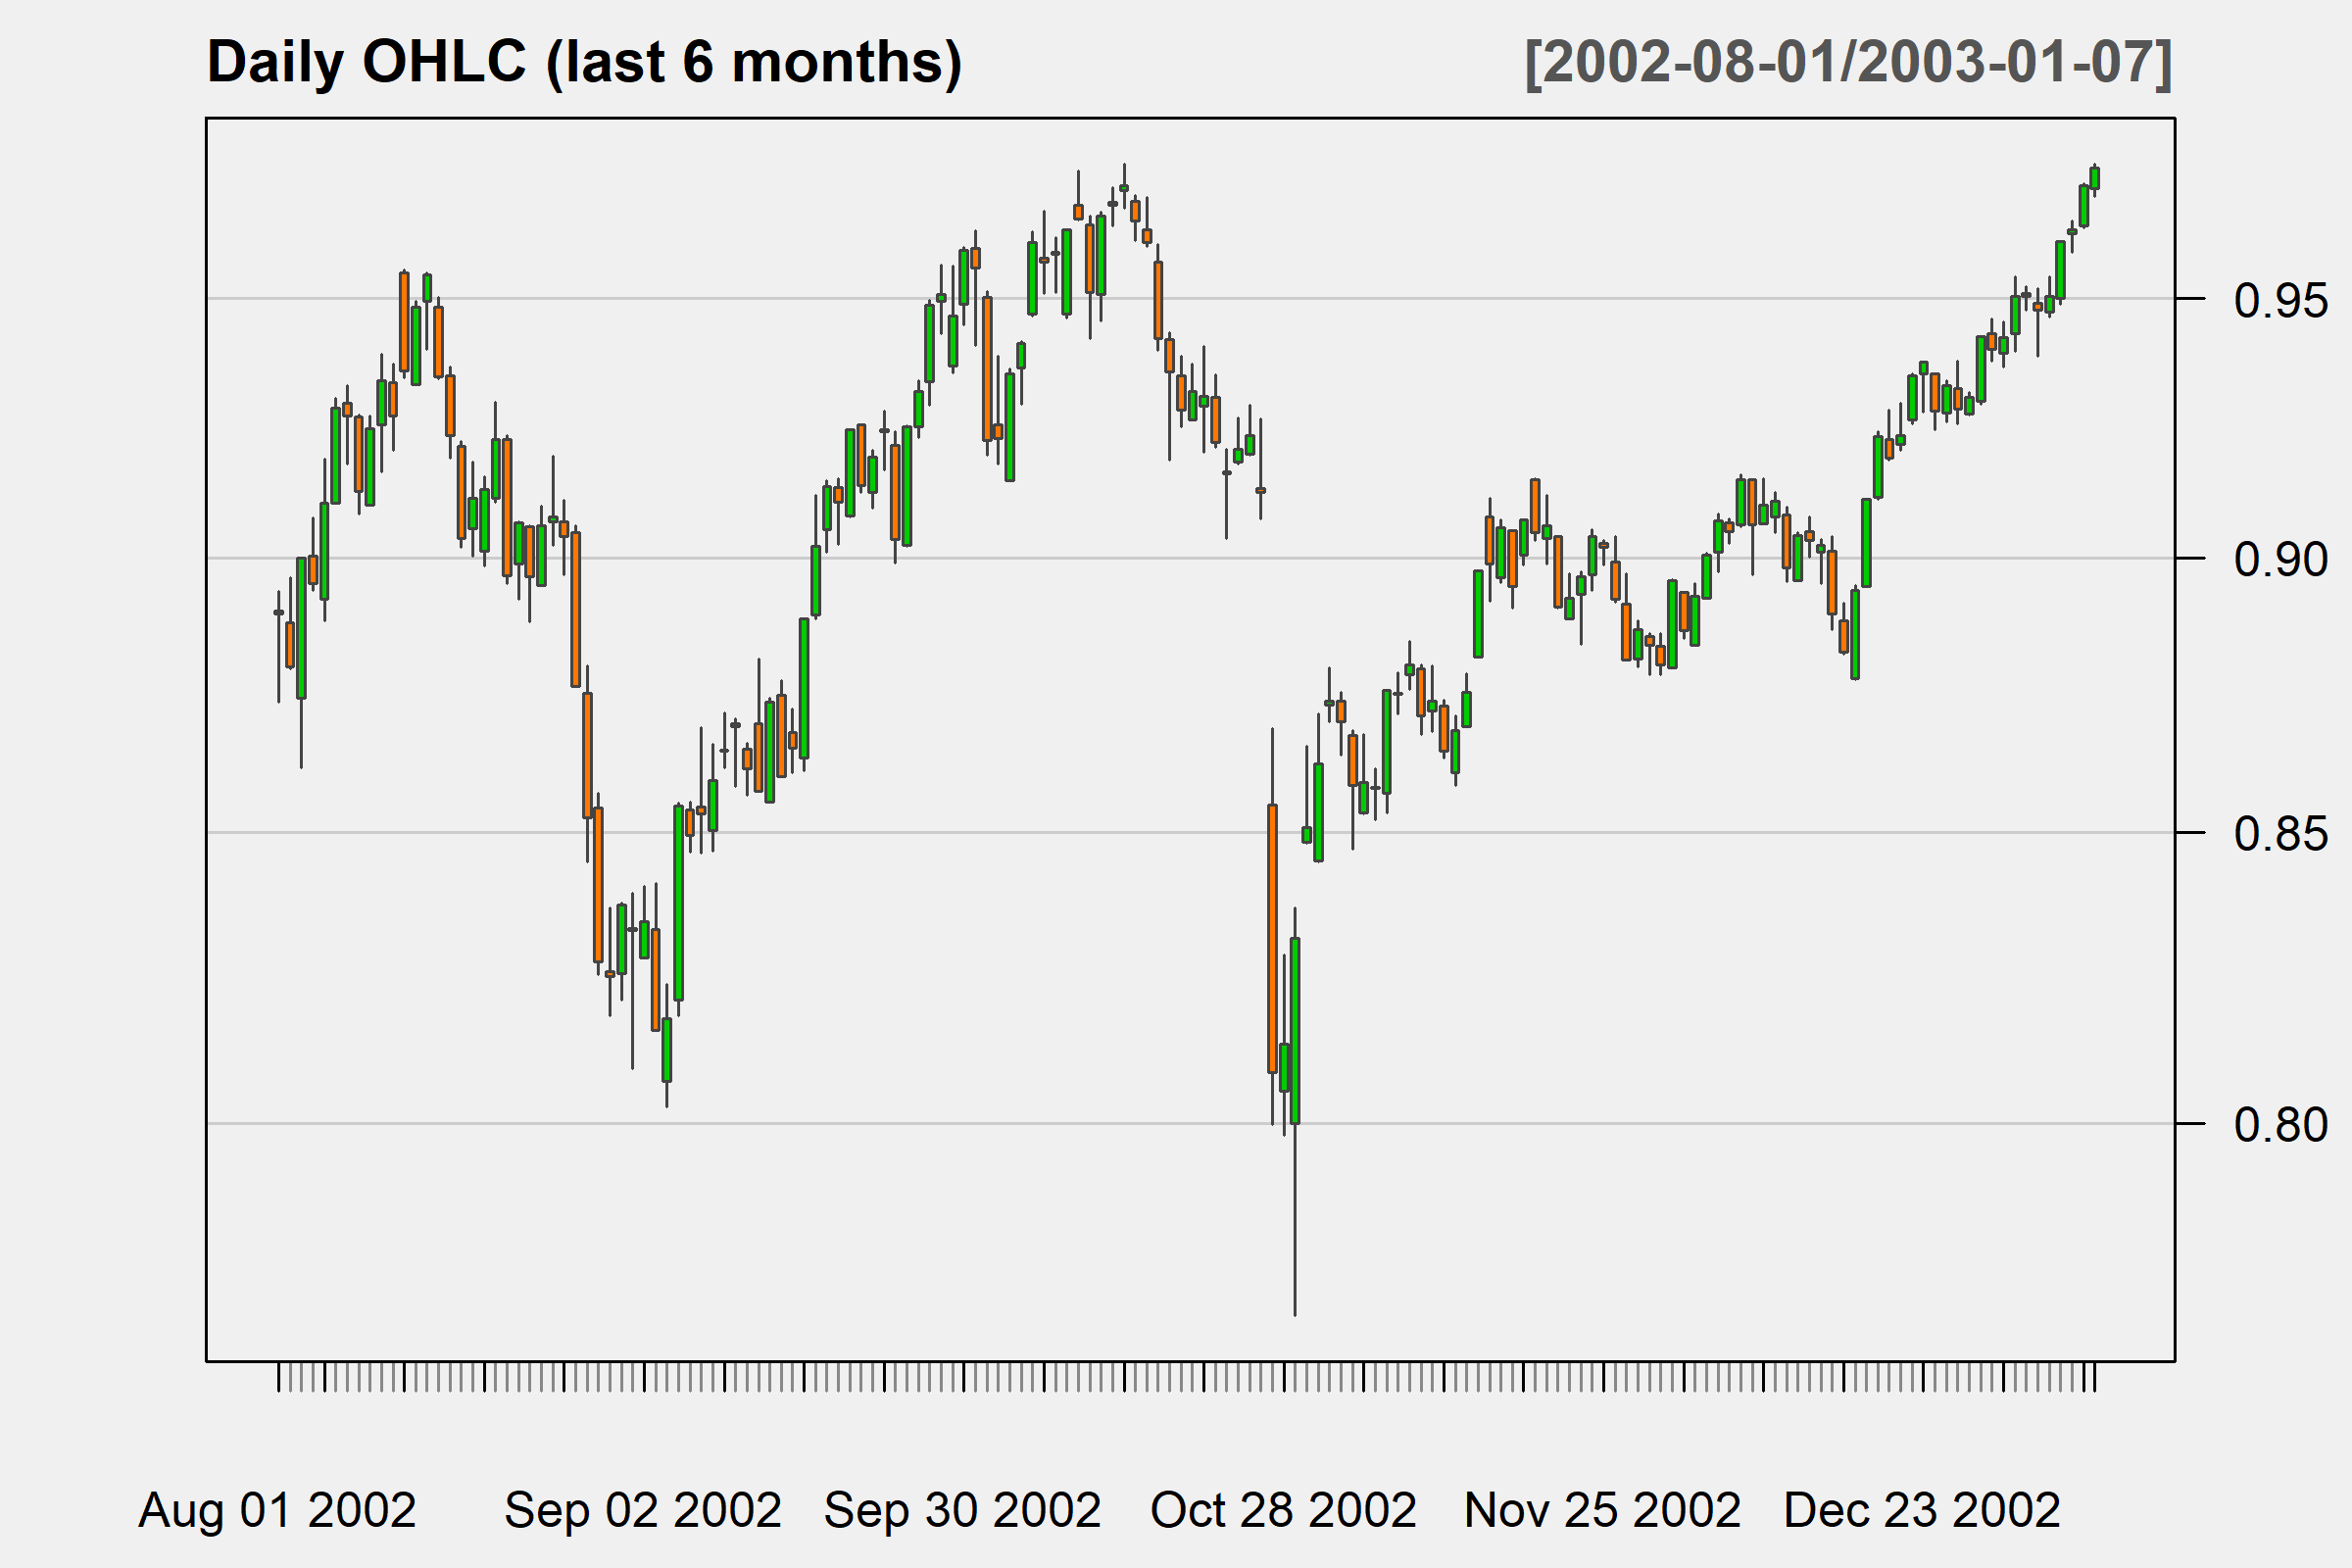 Daily OHLC (last 6 months) [2002-08-01/2003-01-07]
0.95
0.90
0.85
0.80
Aug 01 2002 Sep 02 2002 Sep 30 2002 Oct 28 2002 Nov 25 2002 Dec 23 2002